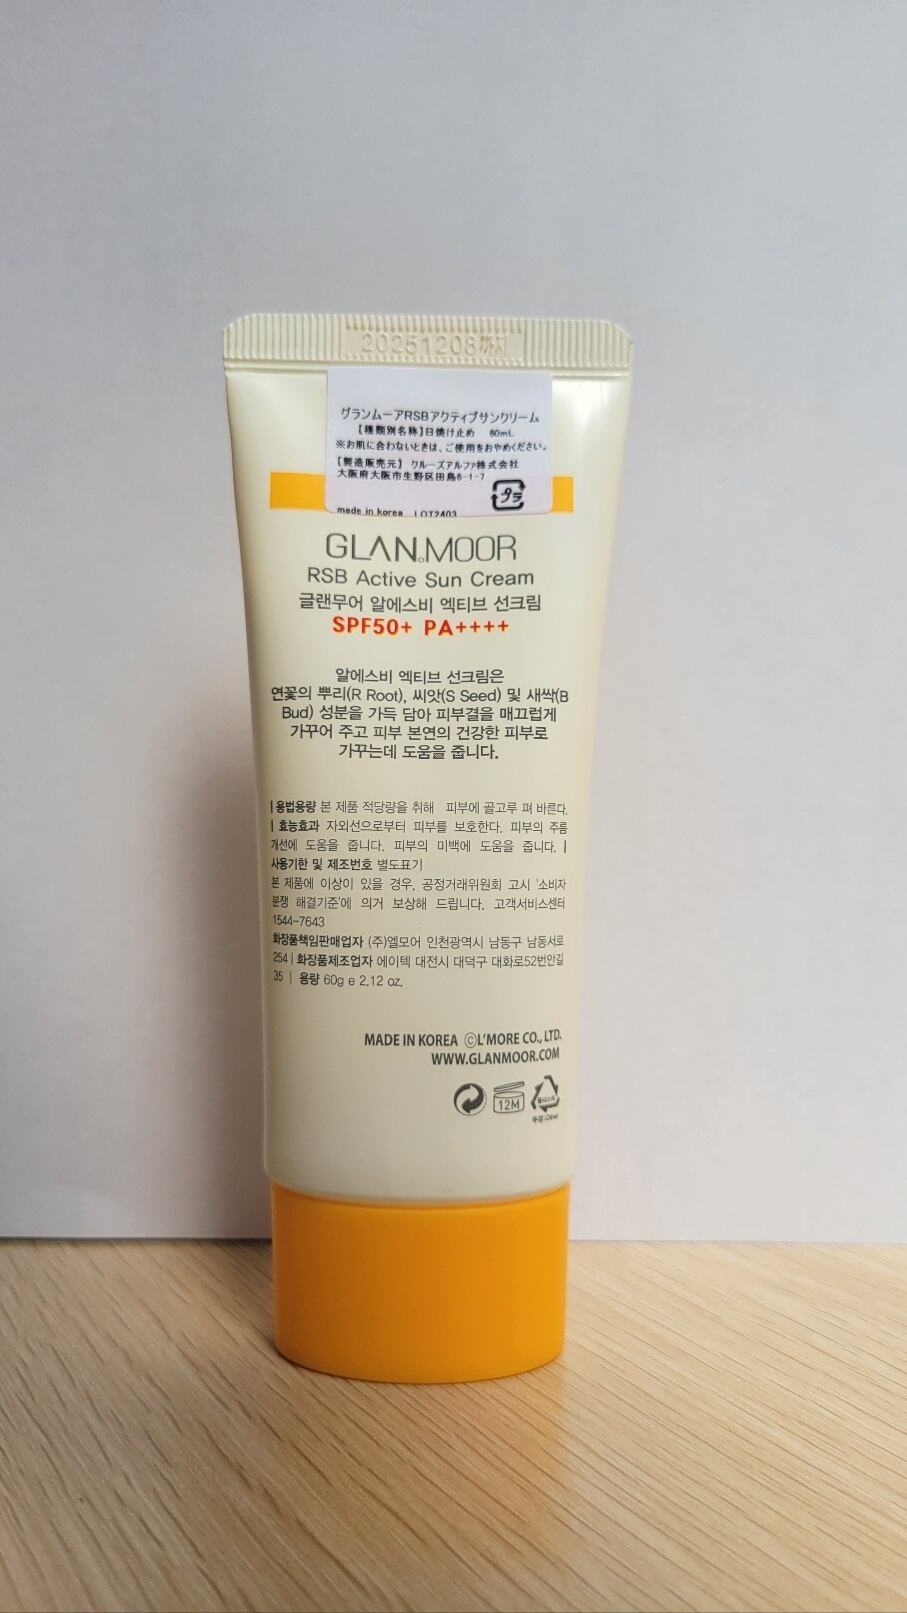 20251208까지
グランムーアRSBアクティブサンクリーム
【種類別名称】日焼け止め 60mL
※お肌に合わないときは、ご使用をおやめください。
【製造販売元】 クルーズアルファ株式会社
大阪府大阪市生野区田島6-1-7
プラ
made in korea LOT2403
GLAN.MOOR
RSB Active Sun Cream
글랜무어 알에스비 엑티브 선크림
SPF50+ PA++++
알에스비 엑티브 선크림은
연꽃의 뿌리(R Root), 씨앗(S Seed) 및 새싹(B
Bud) 성분을 가득 담아 피부결을 매끄럽게
가꾸어 주고 피부 본연의 건강한 피부로
가꾸는데 도움을 줍니다.
| 용법용량 본 제품 적당량을 취해 피부에 골고루 펴 바른다.
| 효능효과 자외선으로부터 피부를 보호한다. 피부의 주름
개선에 도움을 줍니다. 피부의 미백에 도움을 줍니다. |
사용기한 및 제조번호 별도표기
본 제품에 이상이 있을 경우, 공정거래위원회 고시 '소비자
분쟁 해결기준'에 의거 보상해 드립니다. 고객서비스센터
1544-7643
화장품책임판매업자 (주)엘모어 인천광역시 남동구 남동서로
254 | 화장품제조업자 에이텍 대전시 대덕구 대화로52번안길
35 | 용량 60g e 2.12 oz.
MADE IN KOREA ⓒL'MORE CO., LTD.
WWW.GLANMOOR.COM
12M
플라스틱